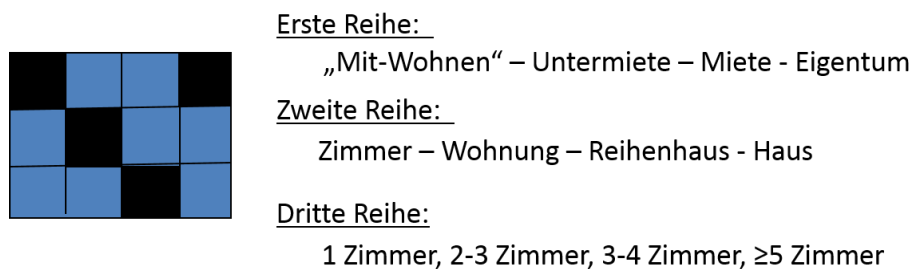 Erste Reihe:
„Mit-Wohnen“ – Untermiete – Miete - Eigentum
Zweite Reihe:
Zimmer – Wohnung – Reihenhaus - Haus
Dritte Reihe:
1 Zimmer, 2-3 Zimmer, 3-4 Zimmer, ≥5 Zimmer